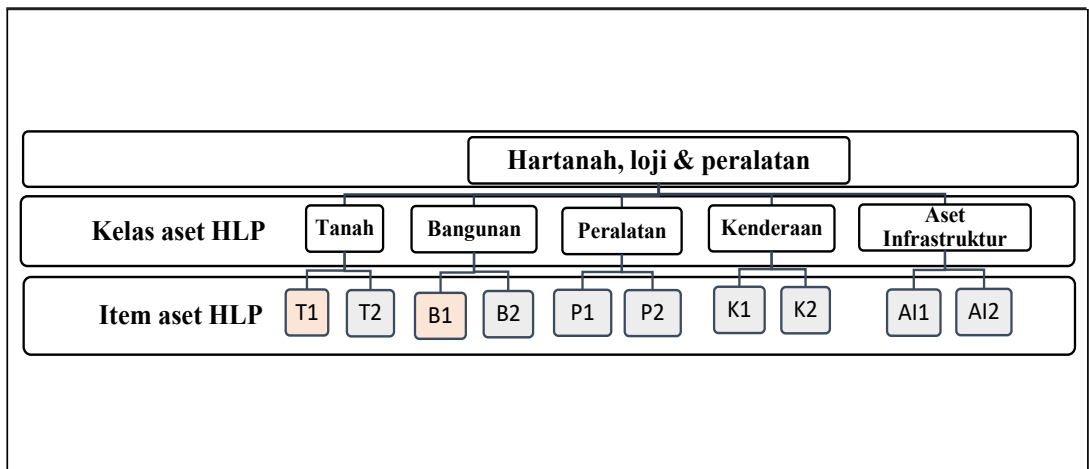 Hartanah, loji & peralatan
Kelas aset HLP
Tanah
Bangunan
Peralatan
Kenderaan
Aset
Infrastruktur
Item aset HLP
T1
T2
B1
B2
P1
P2
K1
K2
AI1
AI2